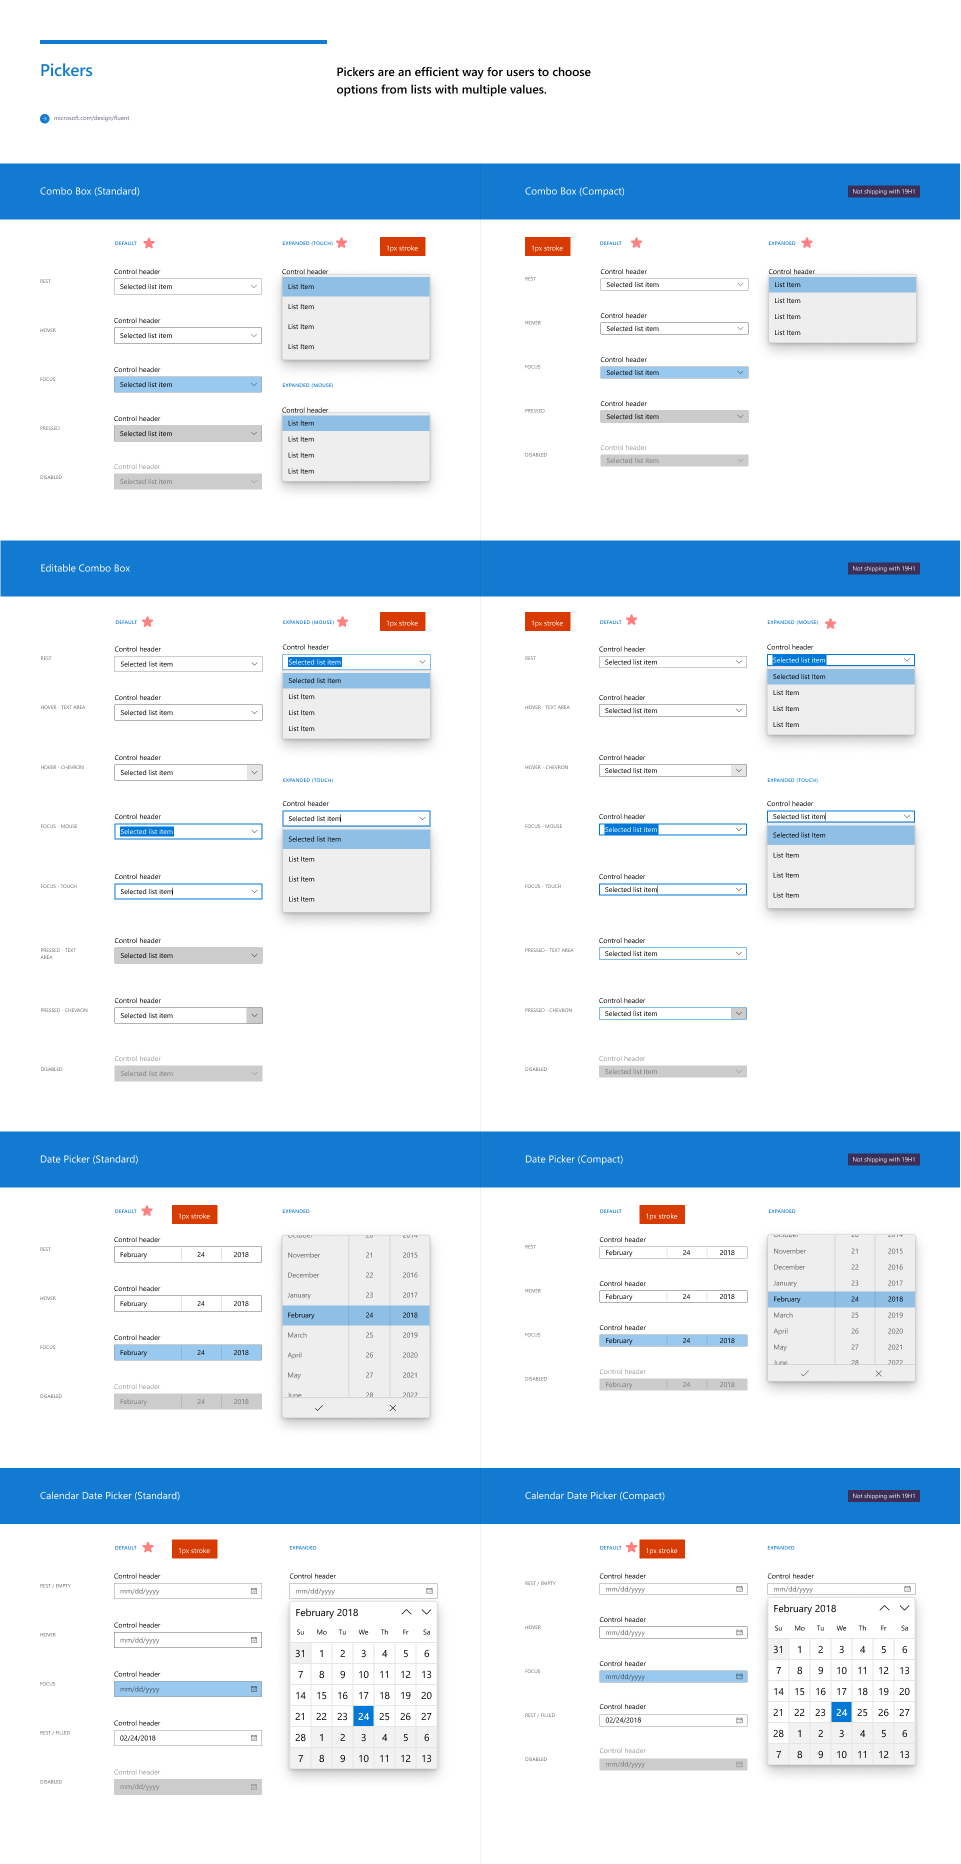 Pickers
Pickers are an efficient way for users to choose
options from lists with multiple values.
microsoft.com/design/fluent
Combo Box (Standard)
DEFAULT
EXPANDED (TOUCH)
1px stroke
REST
Control header
Selected list item
HOVER
Control header
Selected list item
FOCUS
Control header
Selected list item
PRESSED
Control header
Selected list item
DISABLED
Control header
Selected list item
Control header
List Item
List Item
List Item
List Item
EXPANDED (MOUSE)
Control header
List Item
List Item
List Item
List Item
Combo Box (Compact)
Not shipping with 19H1
1px stroke
DEFAULT
EXPANDED
REST
Control header
Selected list item
HOVER
Control header
Selected list item
FOCUS
Control header
Selected list item
PRESSED
Control header
Selected list item
DISABLED
Control header
Selected list item
Control header
List Item
List Item
List Item
List Item
Editable Combo Box
Not shipping with 19H1
DEFAULT
EXPANDED (MOUSE)
1px stroke
REST
Control header
Selected list item
HOVER - TEXT AREA
Control header
Selected list item
HOVER - CHEVRON
Control header
Selected list item
FOCUS - MOUSE
Control header
Selected list item
FOCUS - TOUCH
Control header
Selected list item
PRESSED - TEXT
AREA
Control header
Selected list item
PRESSED - CHEVRON
Control header
Selected list item
DISABLED
Control header
Selected list item
Control header
Selected list item
Selected list Item
List Item
List Item
List Item
EXPANDED (TOUCH)
Control header
Selected list item
Selected list Item
List Item
List Item
List Item
1px stroke
DEFAULT
EXPANDED (MOUSE)
REST
Control header
Selected list item
HOVER - TEXT AREA
Control header
Selected list item
HOVER - CHEVRON
Control header
Selected list item
FOCUS - MOUSE
Control header
Selected list item
FOCUS - TOUCH
Control header
Selected list item
PRESSED - TEXT AREA
Control header
Selected list item
PRESSED - CHEVRON
Control header
Selected list item
DISABLED
Control header
Selected list item
Control header
Selected list item
Selected list Item
List Item
List Item
List Item
EXPANDED (TOUCH)
Control header
Selected list item
Selected list Item
List Item
List Item
List Item
Date Picker (Standard)
DEFAULT
1px stroke
EXPANDED
REST
Control header
February 24 2018
HOVER
Control header
February 24 2018
FOCUS
Control header
February 24 2018
DISABLED
Control header
February 24 2018
October 20 2014
November 21 2015
December 22 2016
January 23 2017
February 24 2018
March 25 2019
April 26 2020
May 27 2021
June 28 2022
Date Picker (Compact)
Not shipping with 19H1
DEFAULT
1px stroke
EXPANDED
REST
Control header
February 24 2018
HOVER
Control header
February 24 2018
FOCUS
Control header
February 24 2018
DISABLED
Control header
February 24 2018
October 20 2014
November 21 2015
December 22 2016
January 23 2017
February 24 2018
March 25 2019
April 26 2020
May 27 2021
June 28 2022
Calendar Date Picker (Standard)
DEFAULT
1px stroke
EXPANDED
REST / EMPTY
Control header
mm/dd/yyyy
HOVER
Control header
mm/dd/yyyy
FOCUS
Control header
mm/dd/yyyy
REST / FILLED
Control header
02/24/2018
DISABLED
Control header
mm/dd/yyyy
Control header
mm/dd/yyyy
February 2018
Su Mo Tu We Th Fr Sa
31 1 2 3 4 5 6
7 8 9 10 11 12 13
14 15 16 17 18 19 20
21 22 23 24 25 26 27
28 1 2 3 4 5 6
7 8 9 10 11 12 13
Calendar Date Picker (Compact)
Not shipping with 19H1
DEFAULT
1px stroke
EXPANDED
REST / EMPTY
Control header
mm/dd/yyyy
HOVER
Control header
mm/dd/yyyy
FOCUS
Control header
mm/dd/yyyy
REST / FILLED
Control header
02/24/2018
DISABLED
Control header
mm/dd/yyyy
Control header
mm/dd/yyyy
February 2018
Su Mo Tu We Th Fr Sa
31 1 2 3 4 5 6
7 8 9 10 11 12 13
14 15 16 17 18 19 20
21 22 23 24 25 26 27
28 1 2 3 4 5 6
7 8 9 10 11 12 13